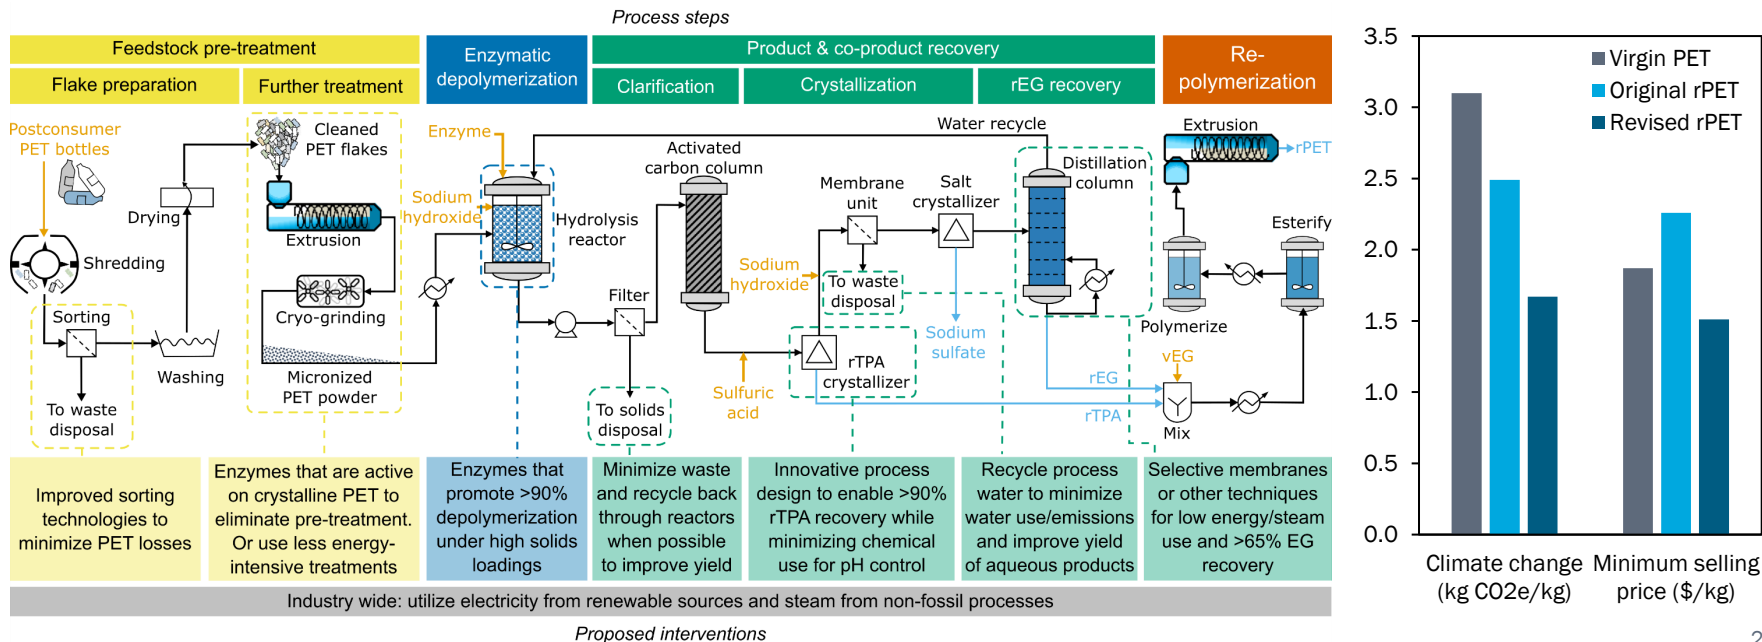 Process steps
Feedstock pre-treatment
Flake preparation
Further treatment
Enzymatic
depolymerization
Product & co-product recovery
Clarification
Crystallization
rEG recovery
Re-
polymerization
Postconsumer
PET bottles
Shredding
Sorting
To waste
disposal
Washing
Drying
Cleaned
PET flakes
Extrusion
Cryo-grinding
Micronized
PET powder
Enzyme
Sodium
hydroxide
Hydrolysis
reactor
Filter
To solids
disposal
Activated
carbon column
Sulfuric
acid
rTPA
crystallizer
Sodium
hydroxide
Membrane
unit
To waste
disposal
Salt
crystallizer
Sodium
sulfate
Water recycle
Distillation
column
rEG
rTPA
vEG
Mix
Esterify
Polymerize
Extrusion
rPET
Improved sorting
technologies to
minimize PET losses
Enzymes that are active
on crystalline PET to
eliminate pre-treatment.
Or use less energy-
intensive treatments
Enzymes that
promote >90%
depolymerization
under high solids
loadings
Minimize waste
and recycle back
through reactors
when possible
to improve yield
Innovative process
design to enable >90%
rTPA recovery while
minimizing chemical
use for pH control
Recycle process
water to minimize
water use/emissions
and improve yield
of aqueous products
Selective membranes
or other techniques
for low energy/steam
use and >65% EG
recovery
Industry wide: utilize electricity from renewable sources and steam from non-fossil processes
Proposed interventions
3.5
3.0
2.5
2.0
1.5
1.0
0.5
0.0
Virgin PET
Original rPET
Revised rPET
Climate change
(kg CO2e/kg)
Minimum selling
price ($/kg)
2